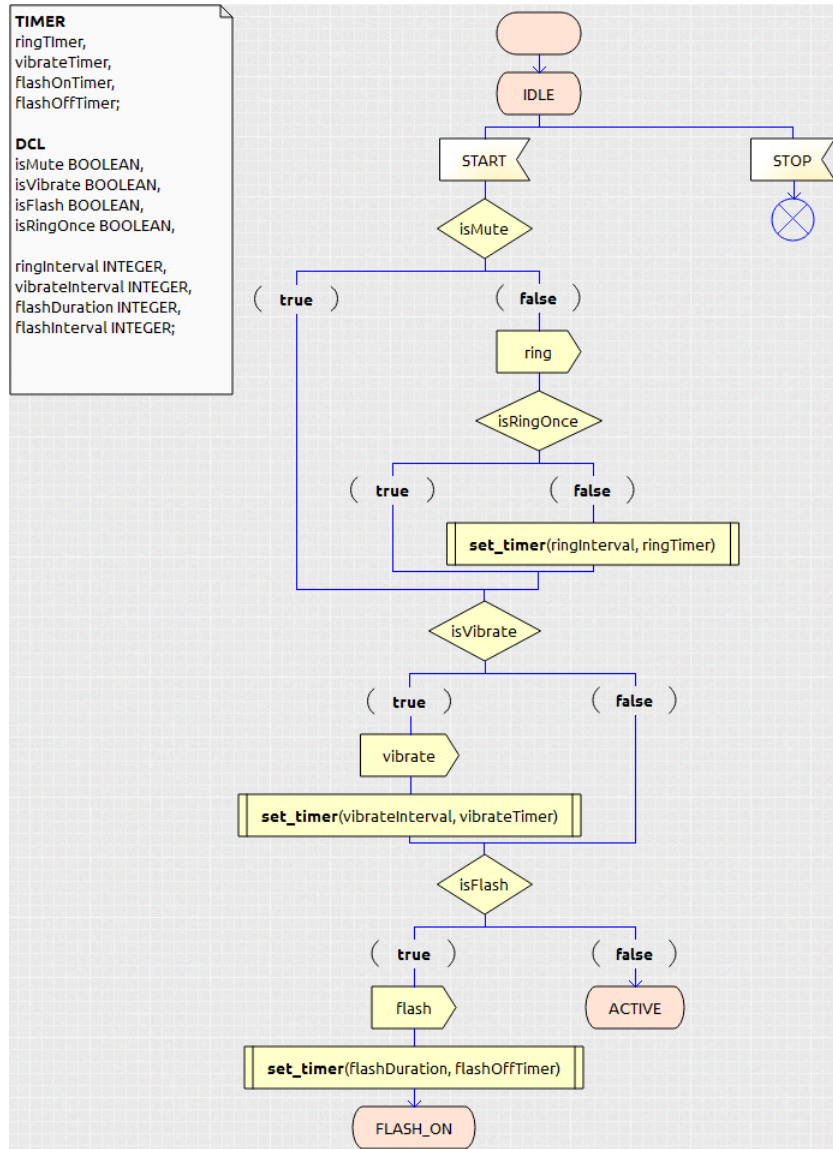 TIMER
ringTImer,
vibrateTimer,
flashOnTimer,
flashOffTimer;
DCL
isMute BOOLEAN,
isVibrate BOOLEAN,
isFlash BOOLEAN,
isRingOnce BOOLEAN,
ringInterval INTEGER,
vibrateInterval INTEGER,
flashDuration INTEGER,
flashInterval INTEGER;
IDLE
START
STOP
isMute
( true )
( false )
ring
isRingOnce
( true )
( false )
set_timer(ringInterval, ringTimer)
isVibrate
( true )
( false )
vibrate
set_timer(vibrateInterval, vibrateTimer)
isFlash
( true )
( false )
flash
ACTIVE
set_timer(flashDuration, flashOffTimer)
FLASH_ON